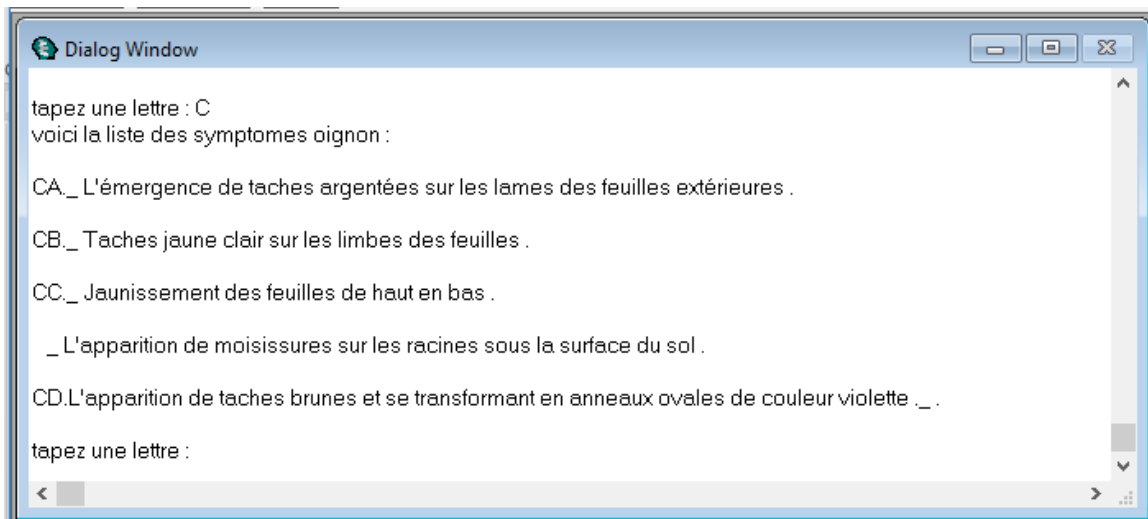 Dialog Window
tapez une lettre : C
voici la liste des symptomes oignon :
CA._ L'émergence de taches argentées sur les lames des feuilles extérieures .
CB._ Taches jaune clair sur les limbes des feuilles .
CC._ Jaunissement des feuilles de haut en bas .
_ L'apparition de moisissures sur les racines sous la surface du sol .
CD.L'apparition de taches brunes et se transformant en anneaux ovales de couleur violette ._ .
tapez une lettre :